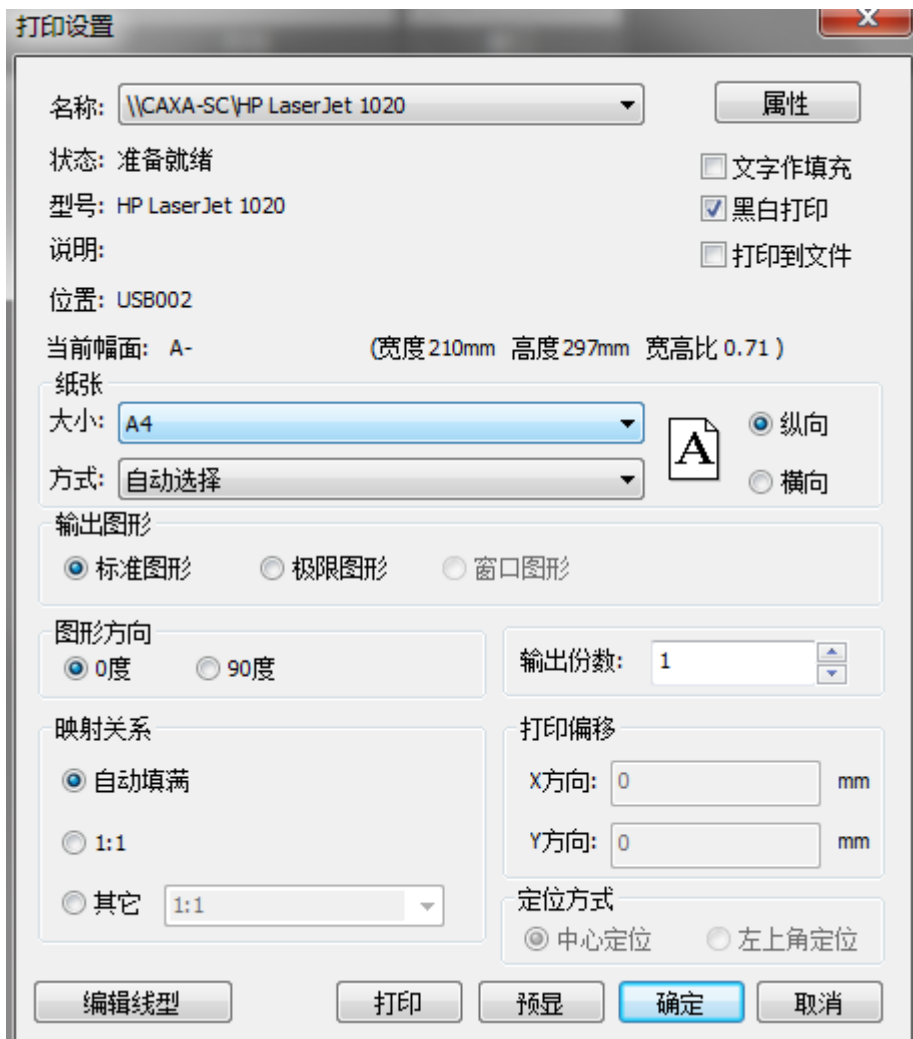 打印设置
名称: \\CAXA-SC\HP LaserJet 1020 属性
状态: 准备就绪 文字作填充
型号: HP LaserJet 1020 黑白打印
说明: 打印到文件
位置: USB002
当前幅面: A- (宽度210mm 高度297mm 宽高比 0.71 )
纸张
大小: A4 A 纵向
方式: 自动选择 横向
输出图形
标准图形 极限图形 窗口图形
图形方向
0度 90度 输出份数: 1
映射关系 打印偏移
自动填满 X方向: 0 mm
1:1 Y方向: 0 mm
其它 1:1 定位方式
中心定位 左上角定位
编辑线型 打印 预显 确定 取消